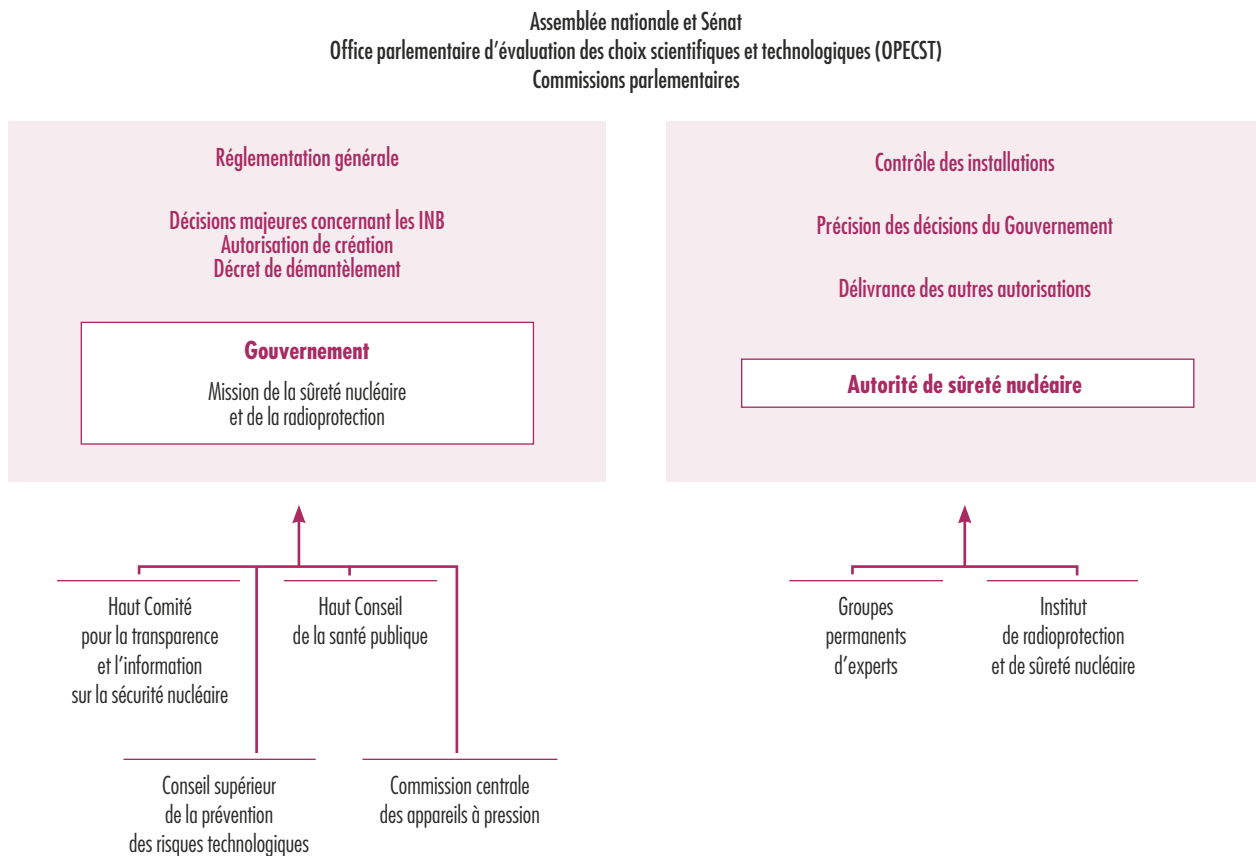 Assemblée nationale et Sénat
Office parlementaire d'évaluation des choix scientifiques et technologiques (OPECST)
Commissions parlementaires
Réglementation générale
Décisions majeures concernant les INB
Autorisation de création
Décret de démantèlement
Gouvernement
Mission de la sûreté nucléaire
et de la radioprotection
Contrôle des installations
Précision des décisions du Gouvernement
Délivrance des autres autorisations
Autorité de sûreté nucléaire
Haut Comité
pour la transparence
et l'information
sur la sécurité nucléaire
Haut Conseil
de la santé publique
Conseil supérieur
de la prévention
des risques technologiques
Commission centrale
des appareils à pression
Groupes
permanents
d'experts
Institut
de radioprotection
et de sûreté nucléaire